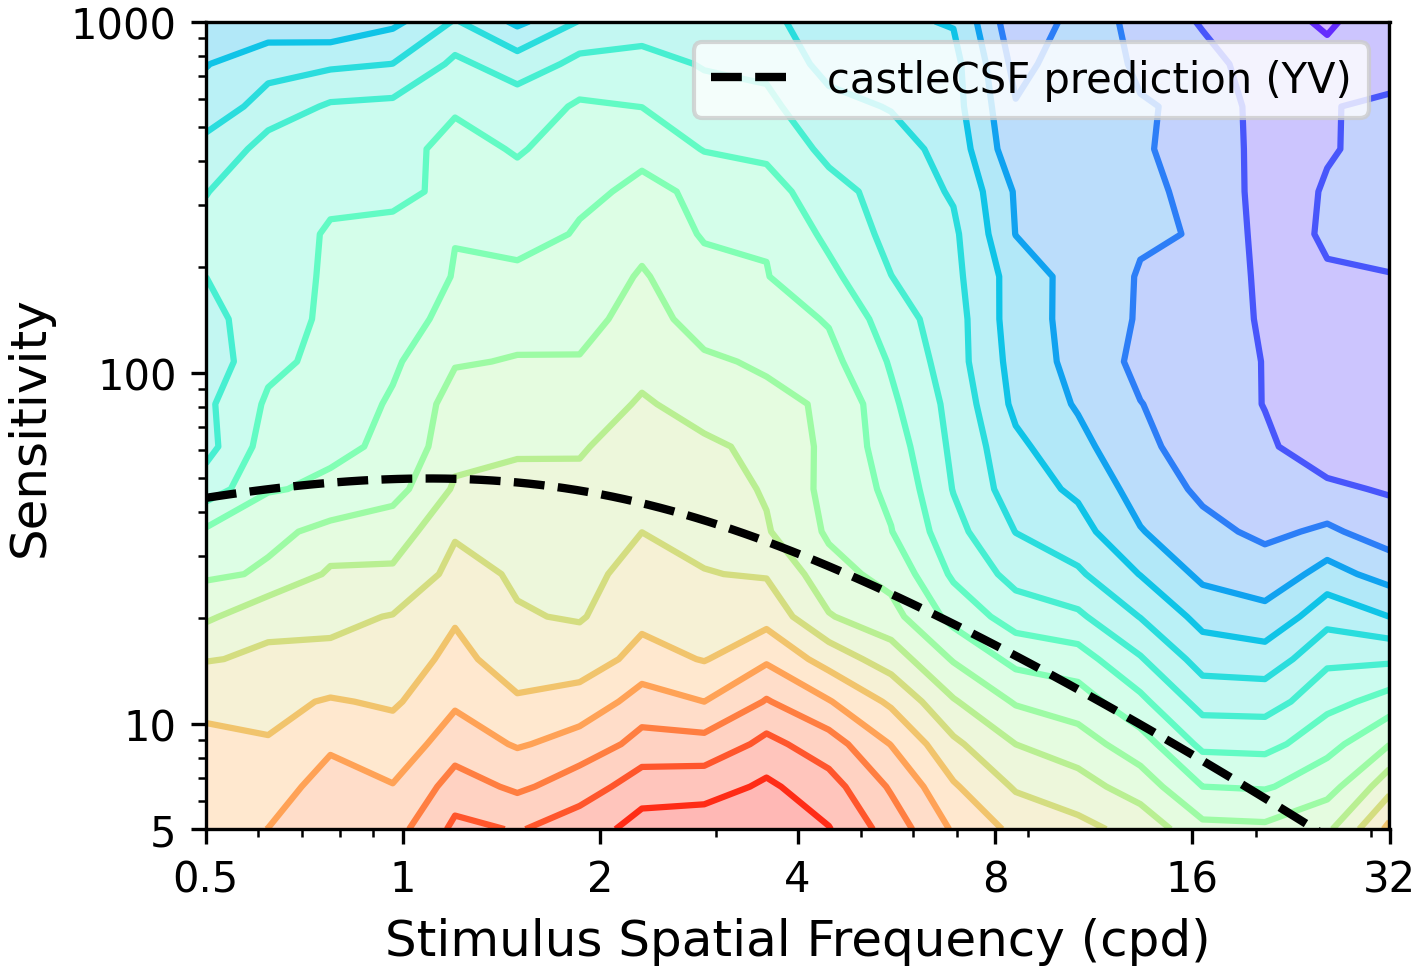 1000
castleCSF prediction (YV)
Sensitivity
100
10
5
0.5 1 2 4 8 16 32
Stimulus Spatial Frequency (cpd)